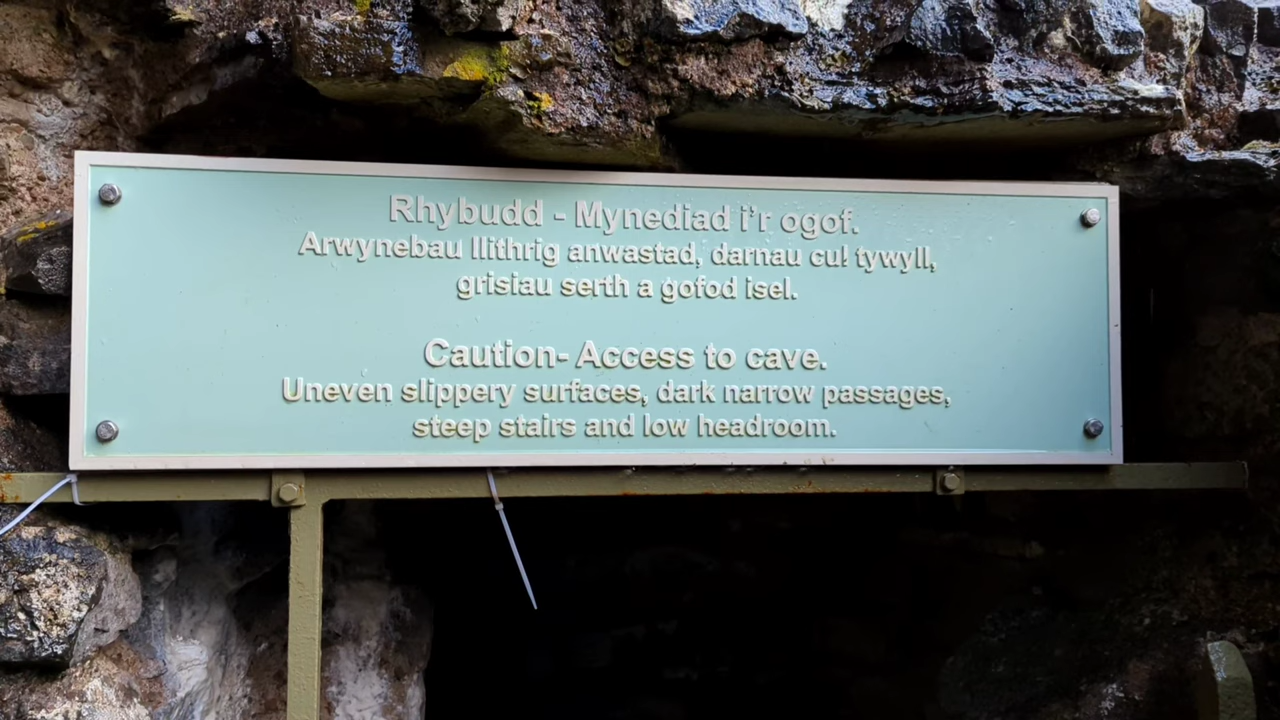 Rhybudd - Mynediad i'r ogof.
Arwynebau llithrig anwastad, darnau cul tywyll,
grisiau serth a gofod isel.
Caution- Access to cave.
Uneven slippery surfaces, dark narrow passages,
steep stairs and low headroom.